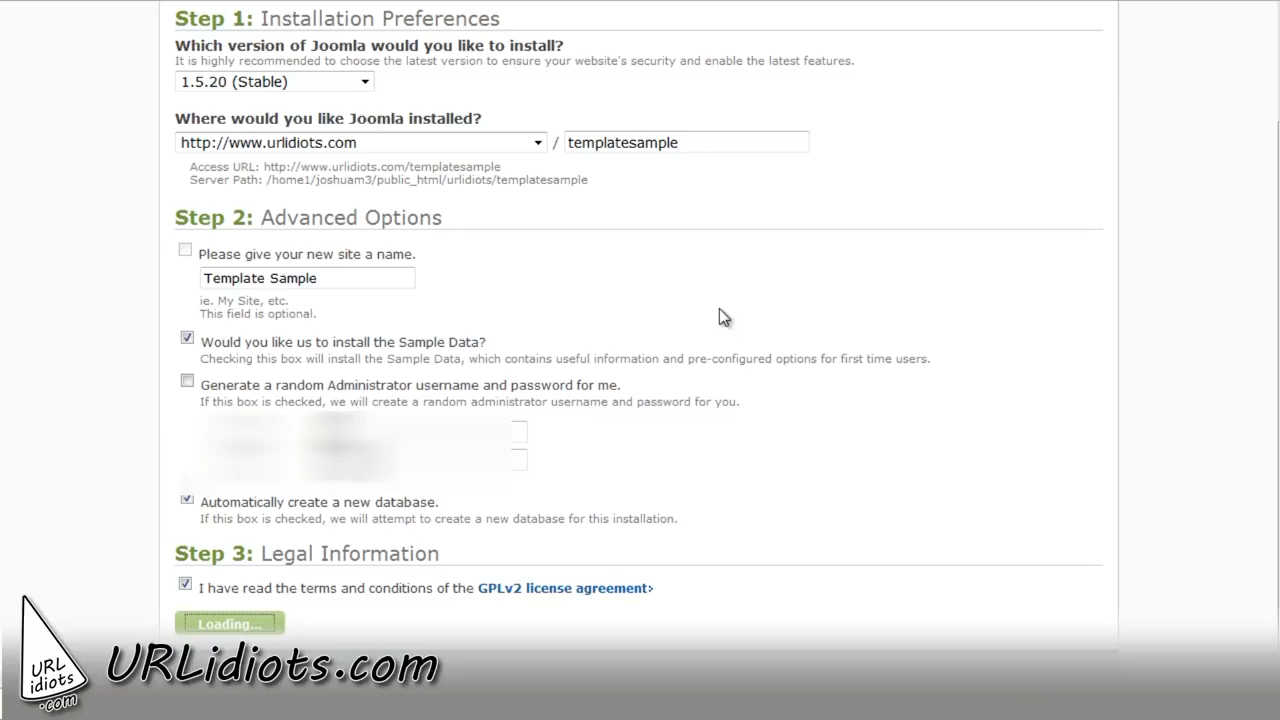 Step 1: Installation Preferences
Which version of Joomla would you like to install?
It is highly recommended to choose the latest version to ensure your website's security and enable the latest features.
1.5.20 (Stable)
Where would you like Joomla installed?
http://www.urlidiots.com / templatesample
Access URL: http://www.urlidiots.com/templatesample
Server Path: /home1/joshuam3/public_html/urlidiots/templatesample
Step 2: Advanced Options
Please give your new site a name.
Template Sample
ie. My Site, etc.
This field is optional.
Would you like us to install the Sample Data?
Checking this box will install the Sample Data, which contains useful information and pre-configured options for first time users.
Generate a random Administrator username and password for me.
If this box is checked, we will create a random administrator username and password for you.
Automatically create a new database.
If this box is checked, we will attempt to create a new database for this installation.
Step 3: Legal Information
I have read the terms and conditions of the GPLv2 license agreement>
Loading...
URLidiots.com
URL
idiots
.com